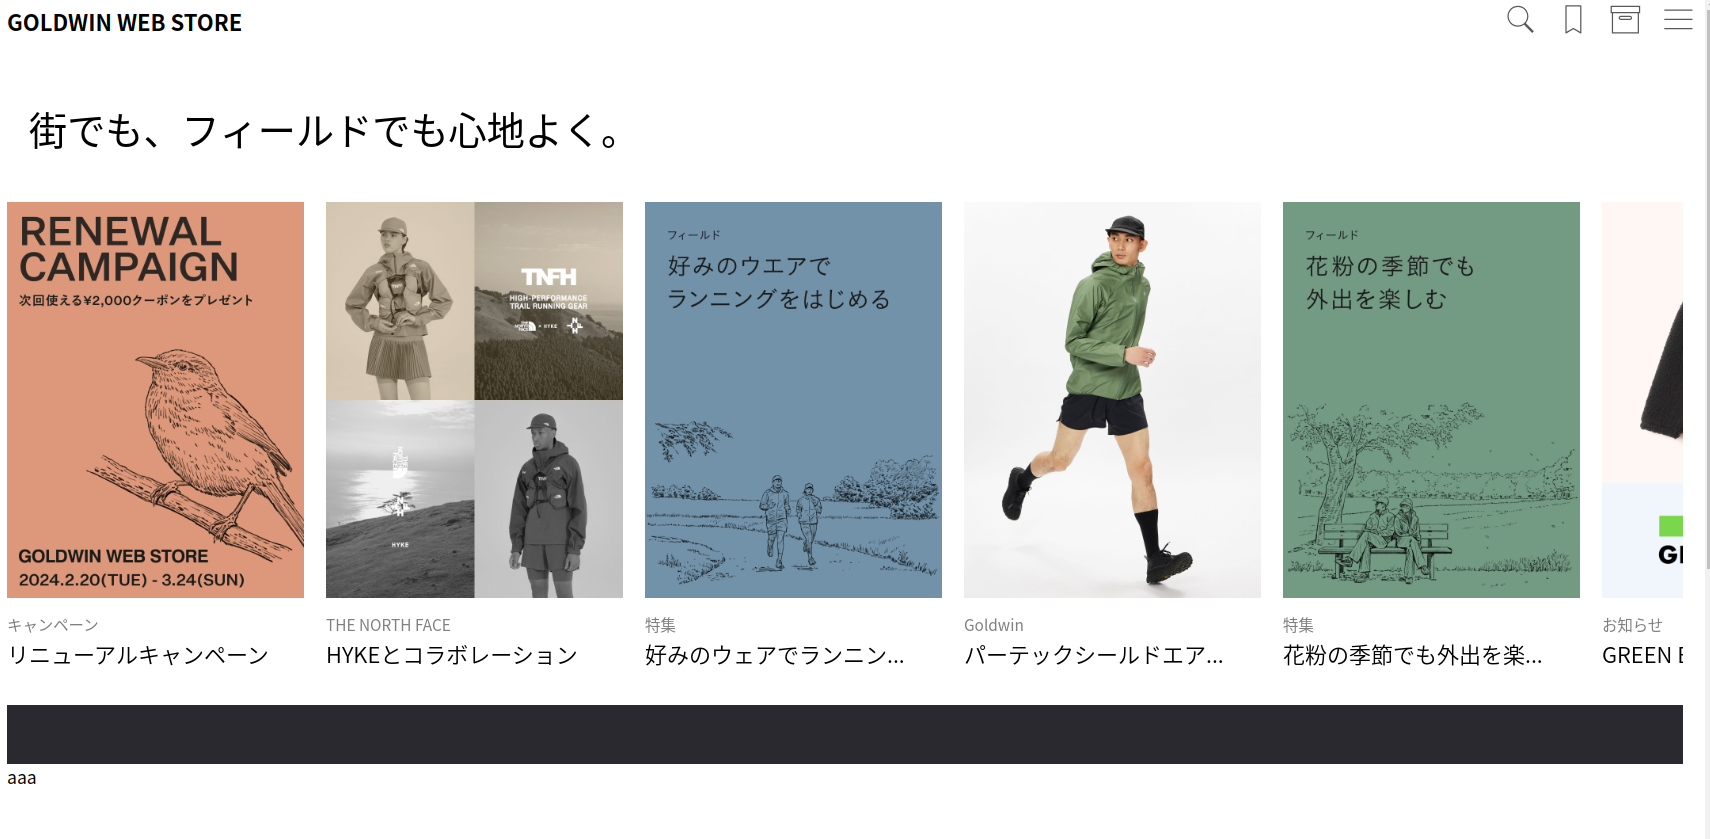 GOLDWIN WEB STORE
街でも、フィールドでも心地よく。
RENEWAL
CAMPAIGN
次回使える¥2,000クーポンをプレゼント
GOLDWIN WEB STORE
2024.2.20(TUE) - 3.24(SUN)
キャンペーン
リニューアルキャンペーン
TNFH
HIGH-PERFORMANCE
TRAIL RUNNING GEAR
× HYKE
HYKE
THE NORTH FACE
HYKEとコラボレーション
フィールド
好みのウエアで
ランニングをはじめる
特集
好みのウェアでランニン...
Goldwin
パーテックシールドエア...
フィールド
花粉の季節でも
外出を楽しむ
特集
花粉の季節でも外出を楽...
お知らせ
GREEN
aaa